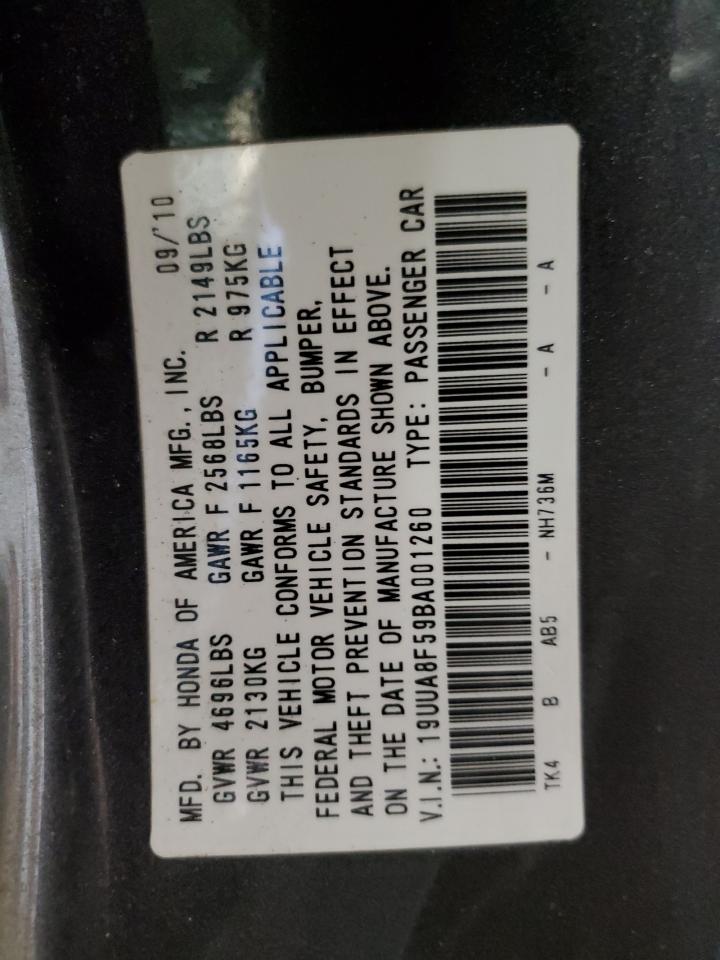 MFD. BY HONDA OF AMERICA MFG., INC. 09/'10
GVWR 4696LBS GAWR F 2568LBS R 2149LBS
GVWR 2130KG GAWR F 1165KG R 975KG
THIS VEHICLE CONFORMS TO ALL APPLICABLE
FEDERAL MOTOR VEHICLE SAFETY, BUMPER,
AND THEFT PREVENTION STANDARDS IN EFFECT
ON THE DATE OF MANUFACTURE SHOWN ABOVE.
V.I.N.: 19UUA8F59BA001260 TYPE: PASSENGER CAR
TK4 B AB5 - NH736M - A - A